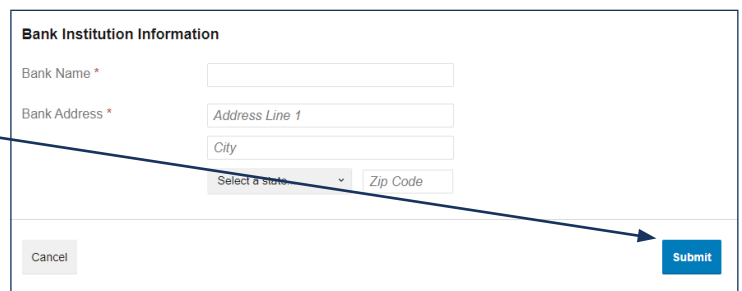 Bank Institution Information
Bank Name *
Bank Address * Address Line 1
City
Select a state... Zip Code
Cancel Submit